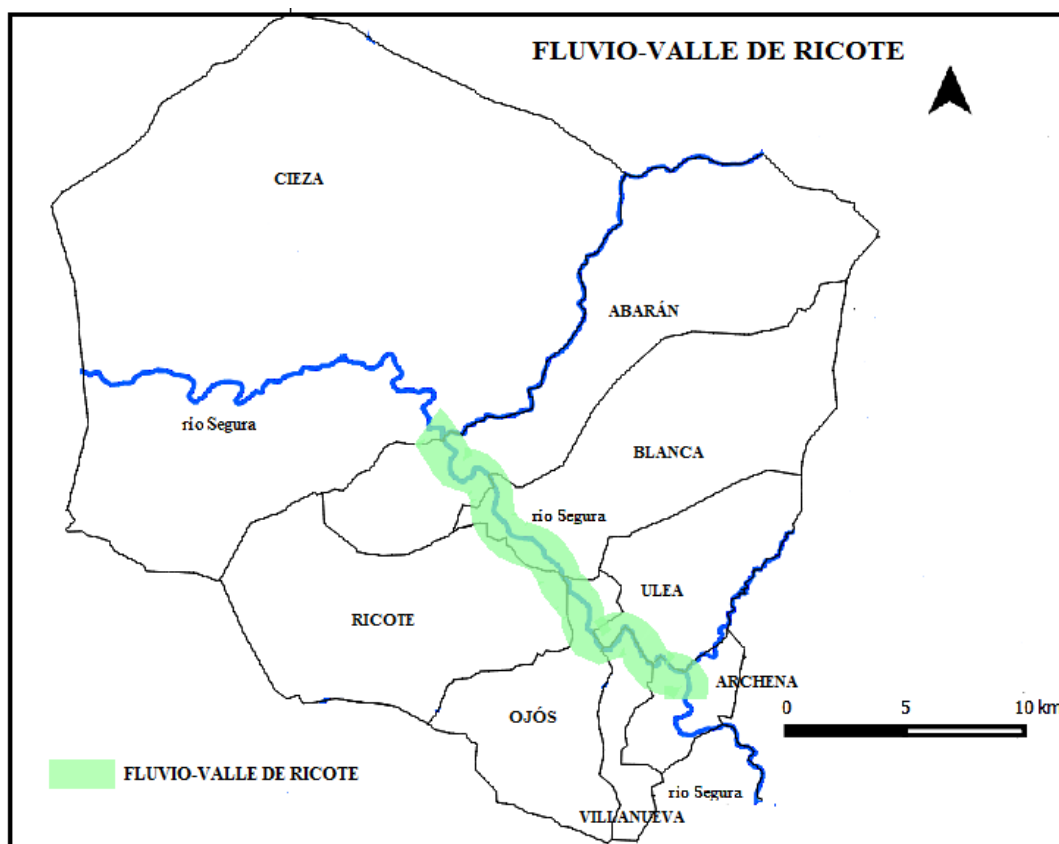 FLUVIO-VALLE DE RICOTE
CIEZA
ABARÁN
río Segura
BLANCA
río Segura
ULEA
RICOTE
ARCHENA
0 5 10 km
OJÓS
FLUVIO-VALLE DE RICOTE
río Segura
VILLANUEVA